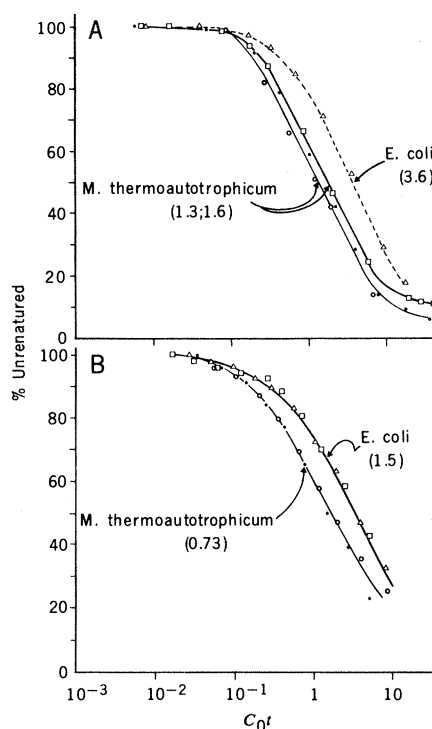 A
100
80
60
40
20
0
E. coli
(3.6)
M. thermoautotrophicum
(1.3;1.6)
% Unrenatured
B
100
80
60
40
20
0
E. coli
(1.5)
M. thermoautotrophicum
(0.73)
10⁻³ 10⁻² 10⁻¹ 1 10
C₀t